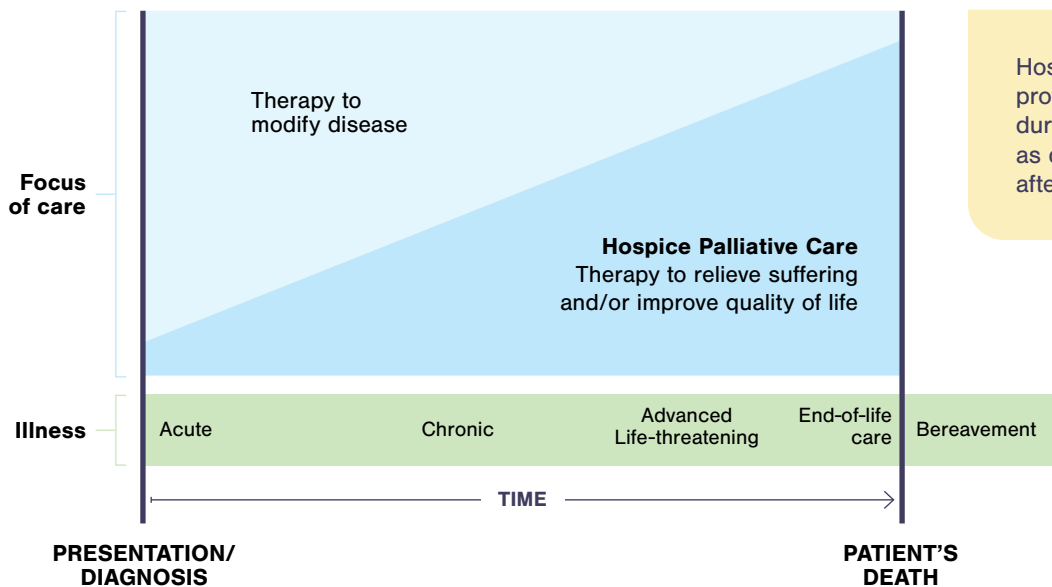 Therapy to
modify disease
Focus
of care
Hospice Palliative Care
Therapy to relieve suffering
and/or improve quality of life
Illness
Acute
Chronic
Advanced
Life-threatening
End-of-life
care
Bereavement
TIME
PRESENTATION/
DIAGNOSIS
PATIENT'S
DEATH
as